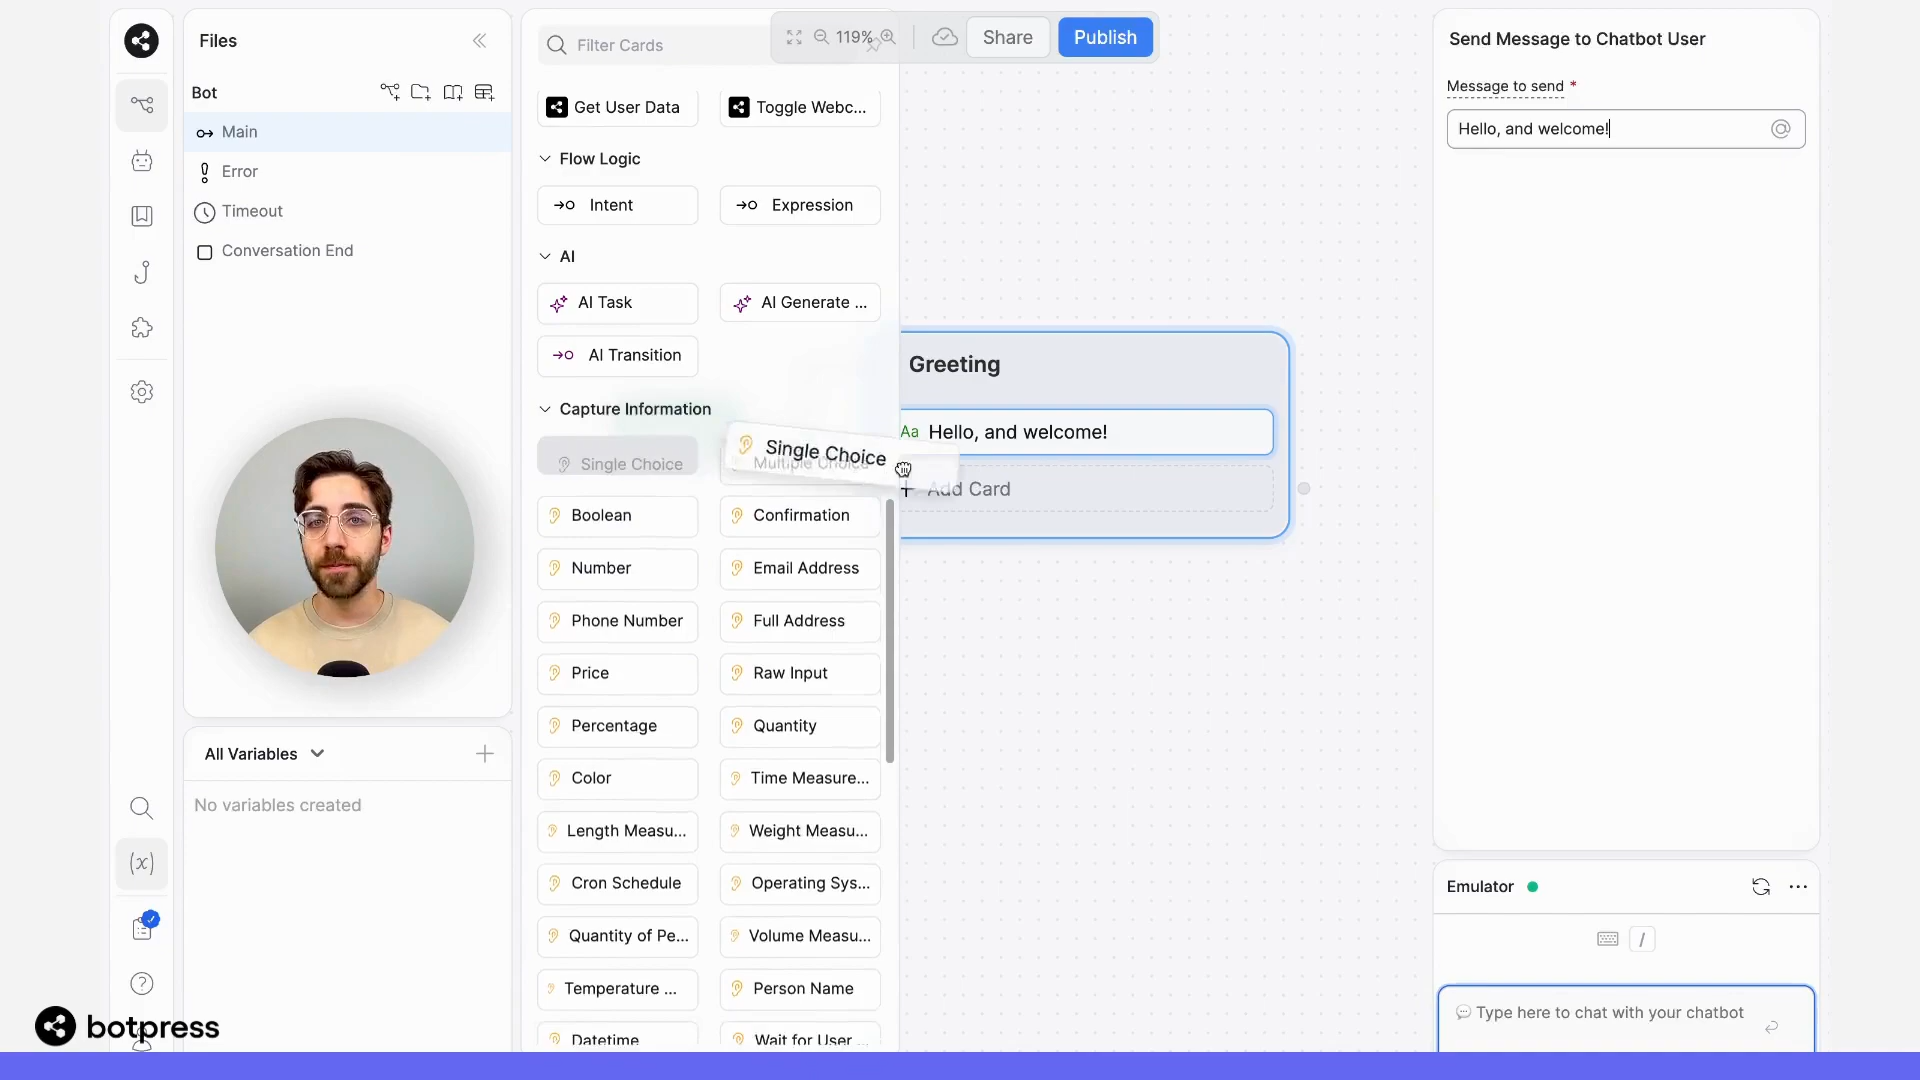 Files
Bot
Main
Error
Timeout
Conversation End
All Variables
No variables created
botpress
Filter Cards
119%
Share
Publish
Get User Data
Toggle Webc...
Flow Logic
Intent
Expression
AI
AI Task
AI Generate ...
AI Transition
Capture Information
Single Choice
Single Choice
Multiple Choice
Boolean
Confirmation
Number
Email Address
Phone Number
Full Address
Price
Raw Input
Percentage
Quantity
Color
Time Measure...
Length Measu...
Weight Measu...
Cron Schedule
Operating Sys...
Quantity of Pe...
Volume Measu...
Temperature ...
Person Name
Datetime
Wait for User ...
Greeting
Aa Hello, and welcome!
+ Add Card
Send Message to Chatbot User
Message to send *
Hello, and welcome!
Emulator
/
Type here to chat with your chatbot
(x)